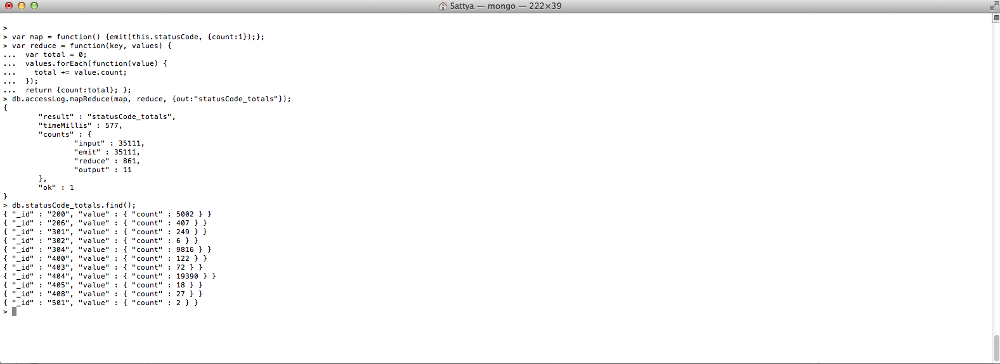 Sattya — mongo — 222×39
>
> var map = function() {emit(this.statusCode, {count:1});};
> var reduce = function(key, values) {
...  var total = 0;
...  values.forEach(function(value) {
...    total += value.count;
...  });
...  return {count:total}; };
> db.accessLog.mapReduce(map, reduce, {out:"statusCode_totals"});
{
        "result" : "statusCode_totals",
        "timeMillis" : 577,
        "counts" : {
                "input" : 35111,
                "emit" : 35111,
                "reduce" : 861,
                "output" : 11
        },
        "ok" : 1
}
> db.statusCode_totals.find();
{ "_id" : "200", "value" : { "count" : 5002 } }
{ "_id" : "206", "value" : { "count" : 407 } }
{ "_id" : "301", "value" : { "count" : 249 } }
{ "_id" : "302", "value" : { "count" : 6 } }
{ "_id" : "304", "value" : { "count" : 9816 } }
{ "_id" : "400", "value" : { "count" : 122 } }
{ "_id" : "403", "value" : { "count" : 72 } }
{ "_id" : "404", "value" : { "count" : 19390 } }
{ "_id" : "405", "value" : { "count" : 18 } }
{ "_id" : "408", "value" : { "count" : 27 } }
{ "_id" : "501", "value" : { "count" : 2 } }
>